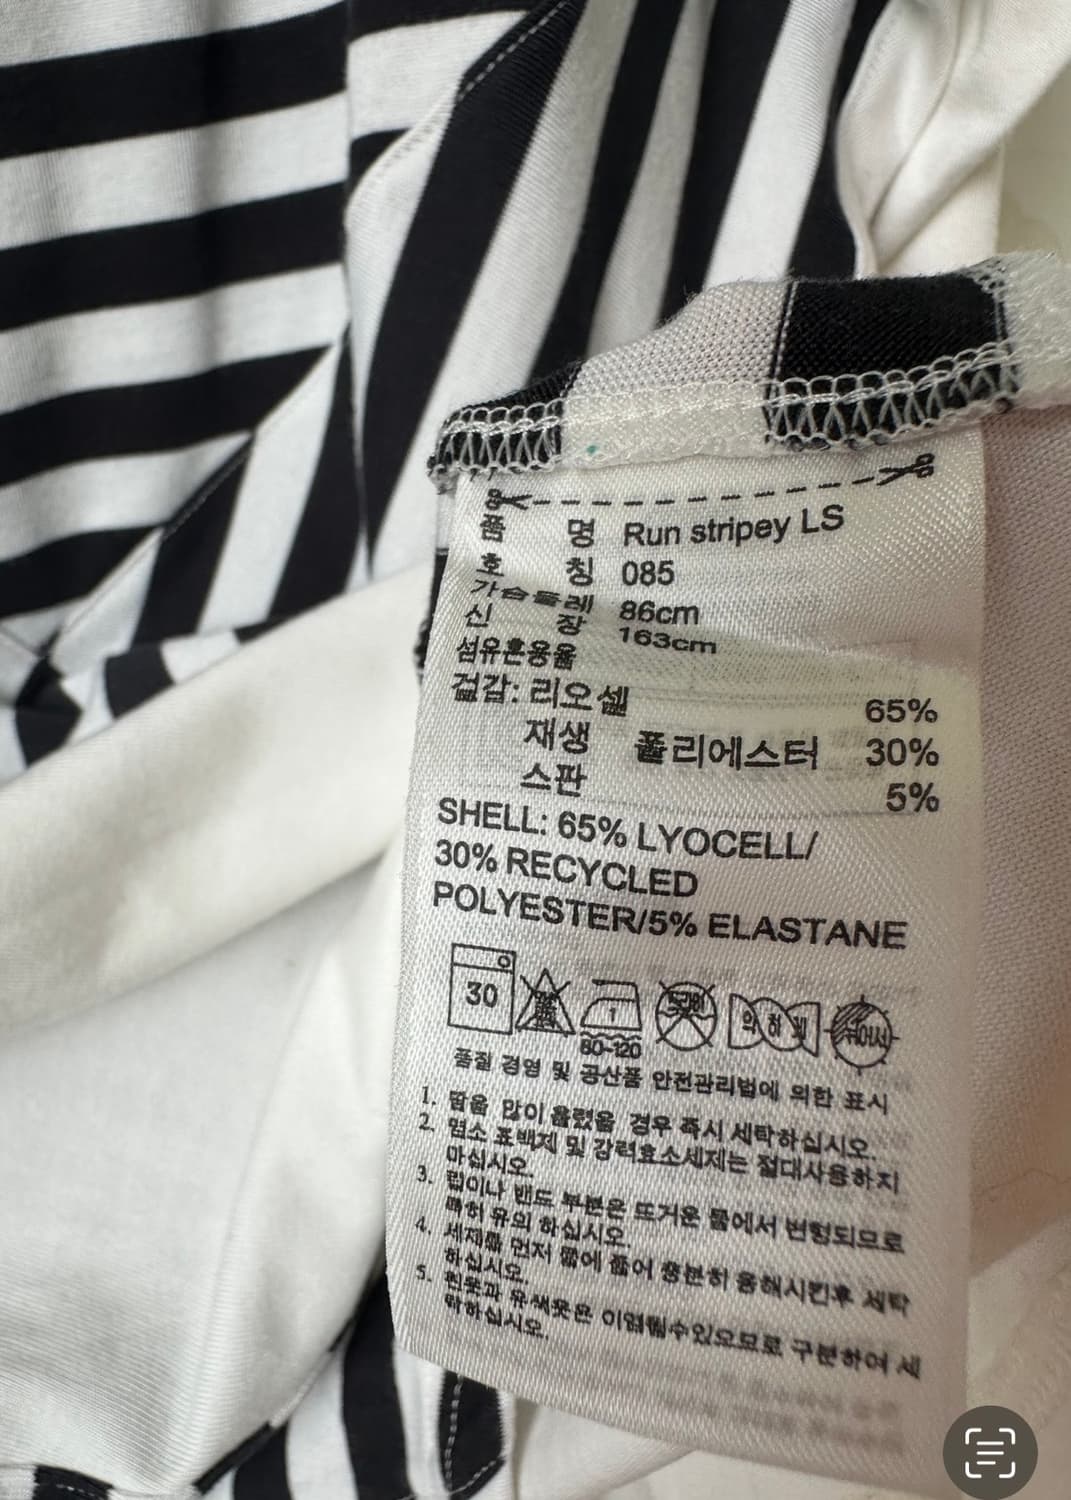 품 명 Run stripey LS
호 칭 085
가슴둘레 86cm
신 장 163cm
섬유혼용율
겉감: 리오셀 65%
재생 폴리에스터 30%
스판 5%
SHELL: 65% LYOCELL/
30% RECYCLED
POLYESTER/5% ELASTANE
30
80-120
약하게
품질 경영 및 공산품 안전관리법에 의한 표시
1. 땀을 많이 흘렸을 경우 즉시 세탁하십시오.
2. 염소 표백제 및 강력효소세제는 절대사용하지
마십시오.
3. 랍이나 밴드 부분은 뜨거운 물에서 변형되므로
특히 유의 하십시오.
4. 세제를 먼저 물에 풀어 충분히 용해시킨후 세탁
하십시오.
5. 흰옷과 유색옷은 이염될수있으므로 구분하여 세
탁하십시오.